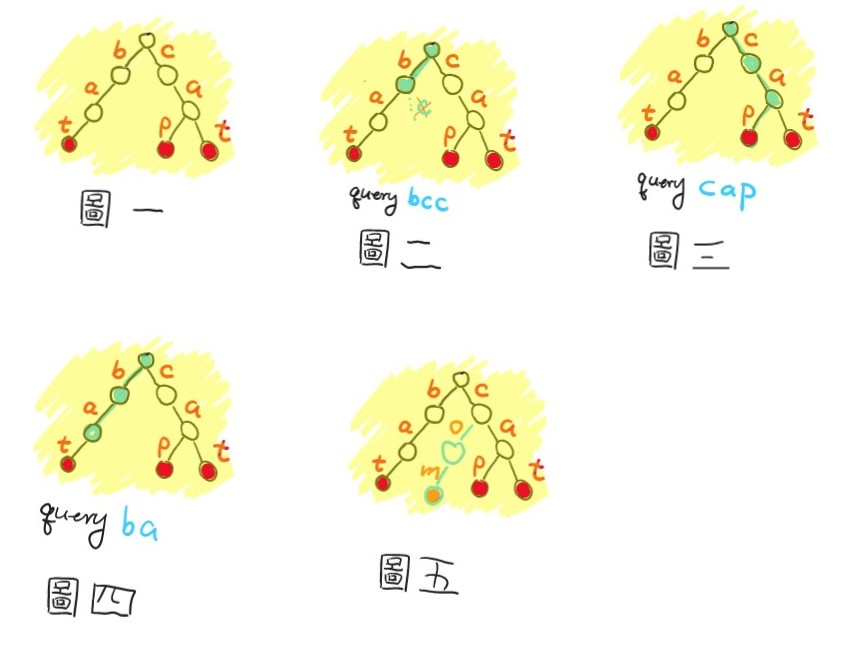 b c
a a
t p t
圖一
b c
a a
t p t
query bcc
圖二
b c
a a
t p t
query cap
圖三
b c
a a
t p t
query ba
圖四
b c
a o a
t m p t
圖五